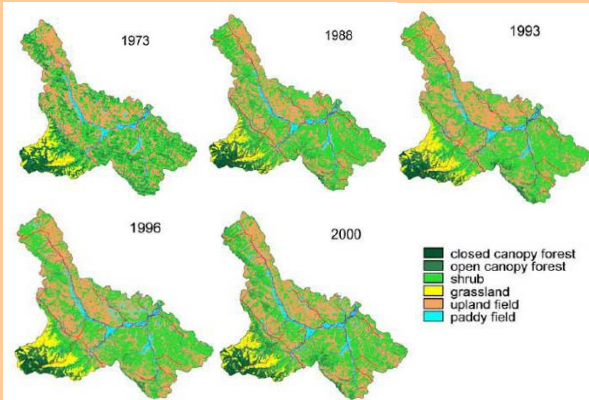 1973
1988
1993
1996
2000
closed canopy forest
open canopy forest
shrub
grassland
upland field
paddy field